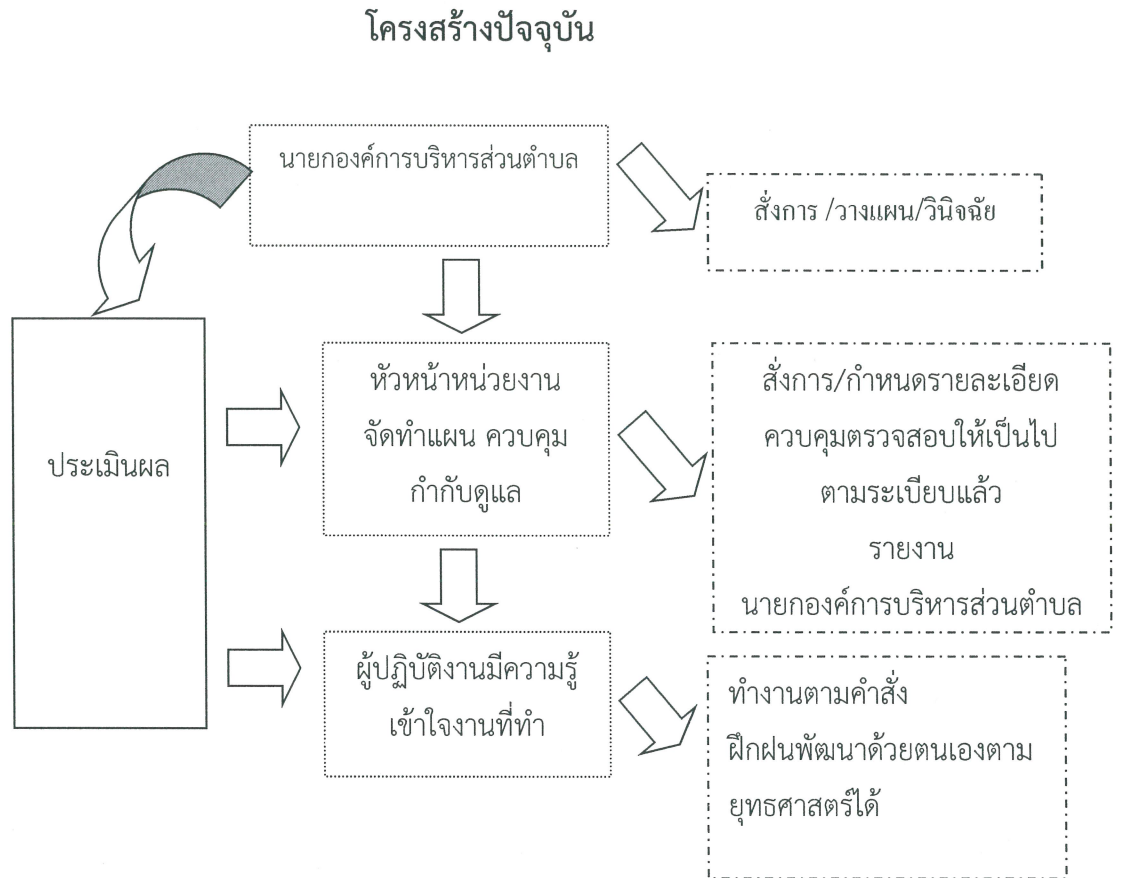 โครงสร้างปัจจุบัน
นายกองค์การบริหารส่วนตำบล
สั่งการ /วางแผน/วินิจฉัย
ประเมินผล
หัวหน้าหน่วยงาน
จัดทำแผน ควบคุม
กำกับดูแล
สั่งการ/กำหนดรายละเอียด
ควบคุมตรวจสอบให้เป็นไป
ตามระเบียบแล้ว
รายงาน
นายกองค์การบริหารส่วนตำบล
ผู้ปฏิบัติงานมีความรู้
เข้าใจงานที่ทำ
ทำงานตามคำสั่ง
ฝึกฝนพัฒนาด้วยตนเองตาม
ยุทธศาสตร์ได้